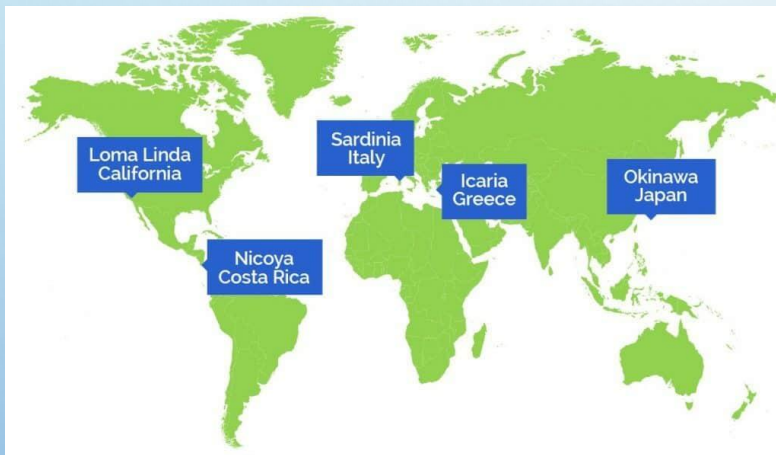 Loma Linda
California
Sardinia
Italy
Icaria
Greece
Okinawa
Japan
Nicoya
Costa Rica